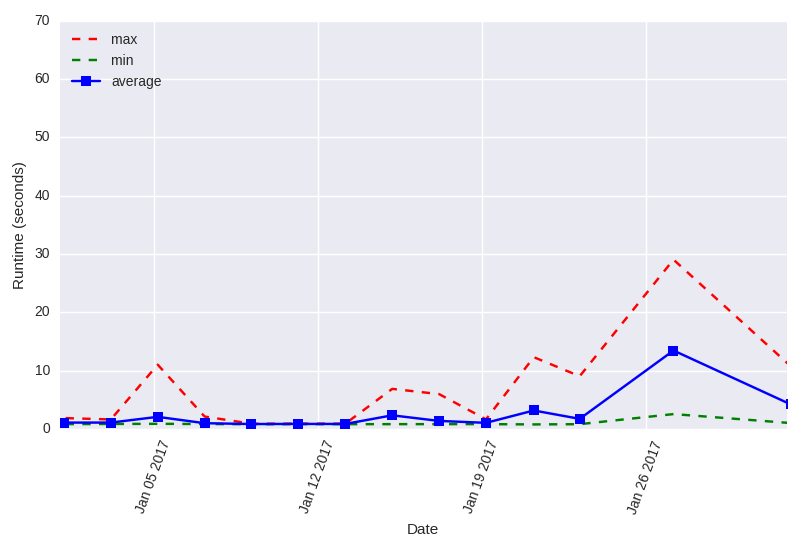 70
60
50
40
30
20
10
0
Runtime (seconds)
max
min
average
Jan 05 2017
Jan 12 2017
Jan 19 2017
Jan 26 2017
Date